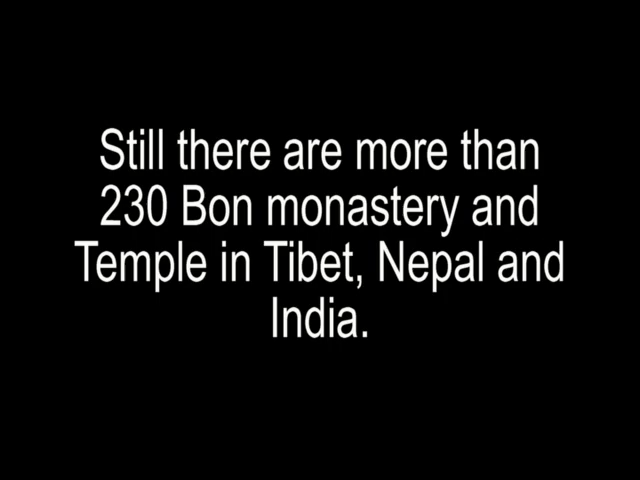 Still there are more than
230 Bon monastery and
Temple in Tibet, Nepal and
India.